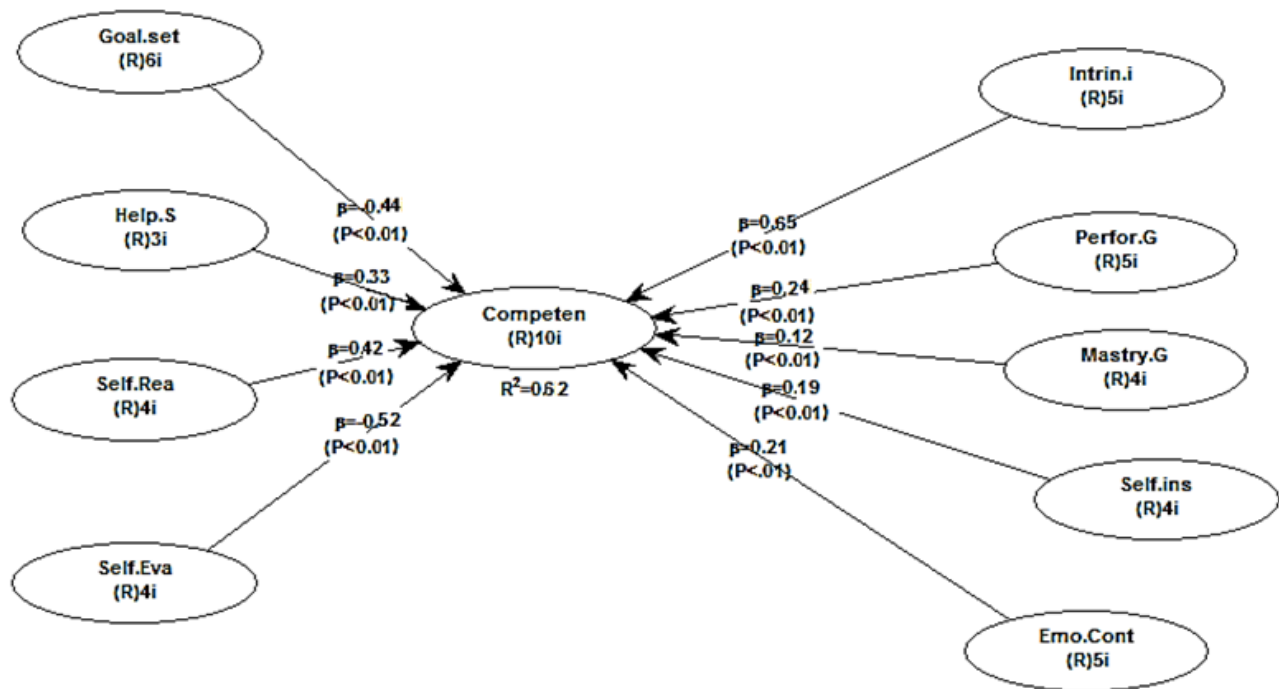 Goal.set
(R)6i
Intrin.i
(R)5i
Help.S
(R)3i
β=-0.44
(P<0.01)
β=0.65
(P<0.01)
Perfor.G
(R)5i
β=0.33
(P<0.01)
β=0.24
(P<0.01)
Competen
(R)10i
R²=0.62
β=0.42
(P<0.01)
β=0.12
(P<0.01)
Mastry.G
(R)4i
Self.Rea
(R)4i
β=0.19
(P<0.01)
β=-0.52
(P<0.01)
β=0.21
(P<.01)
Self.ins
(R)4i
Self.Eva
(R)4i
Emo.Cont
(R)5i